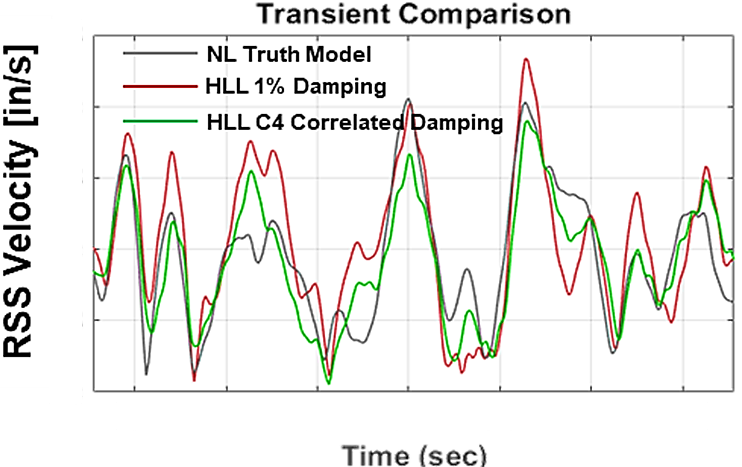 Transient Comparison
NL Truth Model
HLL 1% Damping
HLL C4 Correlated Damping
RSS Velocity [in/s]
Time (sec)